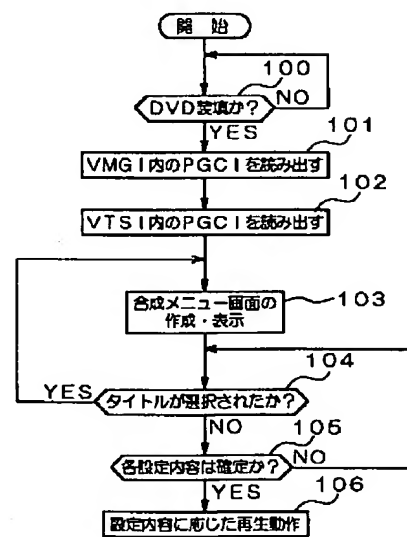 開始
100
DVD装填か?
NO
YES
101
VMGI内のPGCIを読み出す
102
VTSI内のPGCIを読み出す
103
合成メニュー画面の
作成・表示
104
YES
タイトルが選択されたか?
NO
105
各設定内容は確定か?
NO
YES
106
設定内容に応じた再生動作